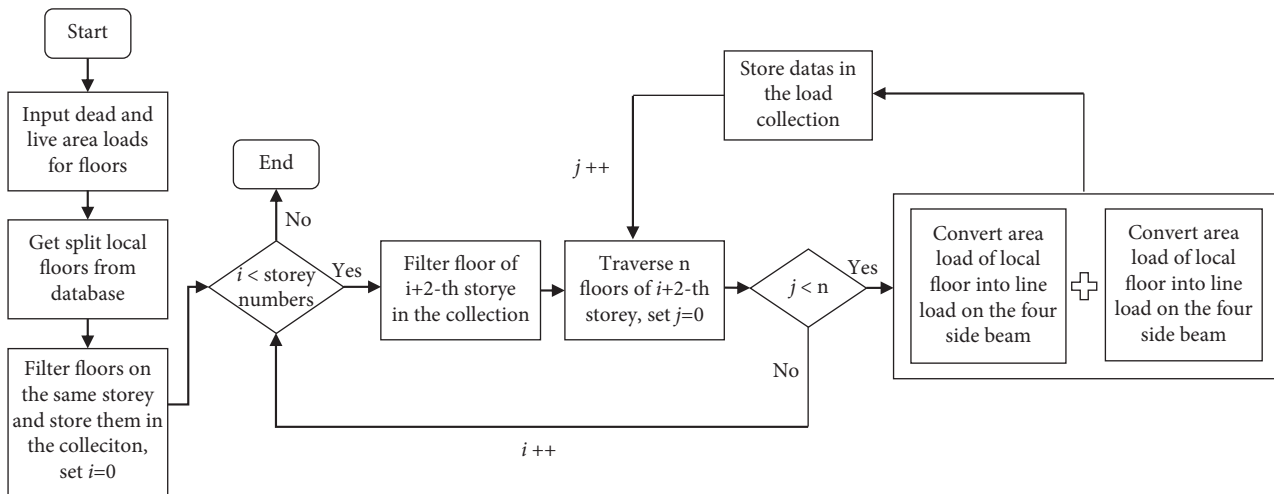 Start
Input dead and
live area loads
for floors
Get split local
floors from
database
Filter floors on
the same storey
and store them in
the colleciton,
set i=0
End
No
i < storey
numbers
Yes
Filter floor of
i+2-th storye
in the collection
Traverse n
floors of i+2-th
storey, set j=0
j ++
Store datas in
the load
collection
j < n
Yes
No
i ++
Convert area
load of local
floor into line
load on the four
side beam
Convert area
load of local
floor into line
load on the four
side beam